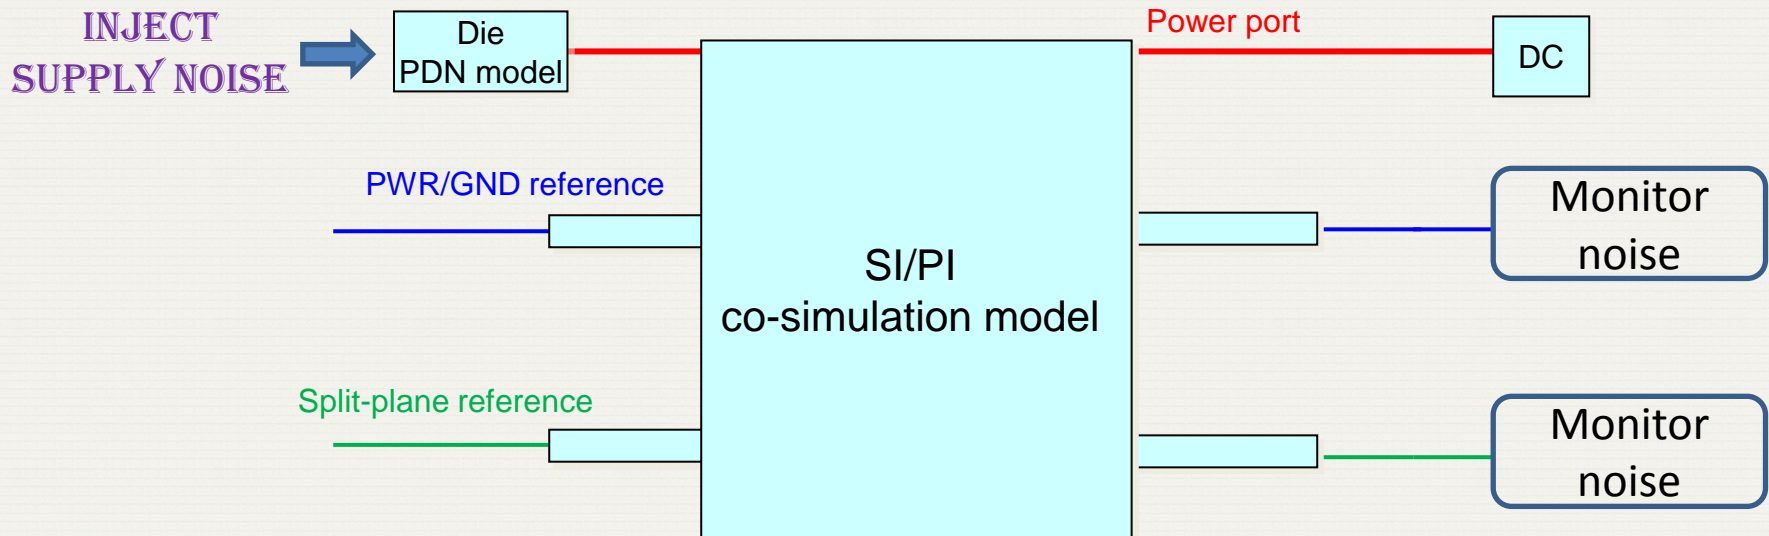 INJECT
SUPPLY NOISE
Die
PDN model
Power port
DC
PWR/GND reference
Monitor
noise
SI/PI
co-simulation model
Split-plane reference
Monitor
noise